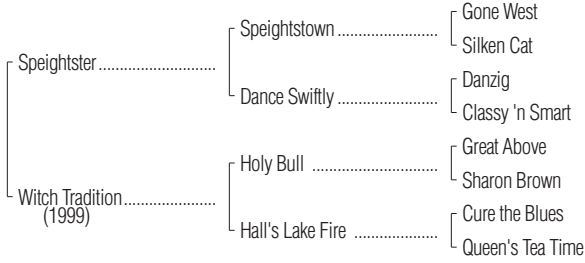 Gone West
Speightstown ........................
Silken Cat
Speightster ............................
Danzig
Dance Swiftly ........................
Classy 'n Smart
Great Above
Holy Bull ..............................
Sharon Brown
Witch Tradition ......................
(1999)
Cure the Blues
Hall's Lake Fire ....................
Queen's Tea Time